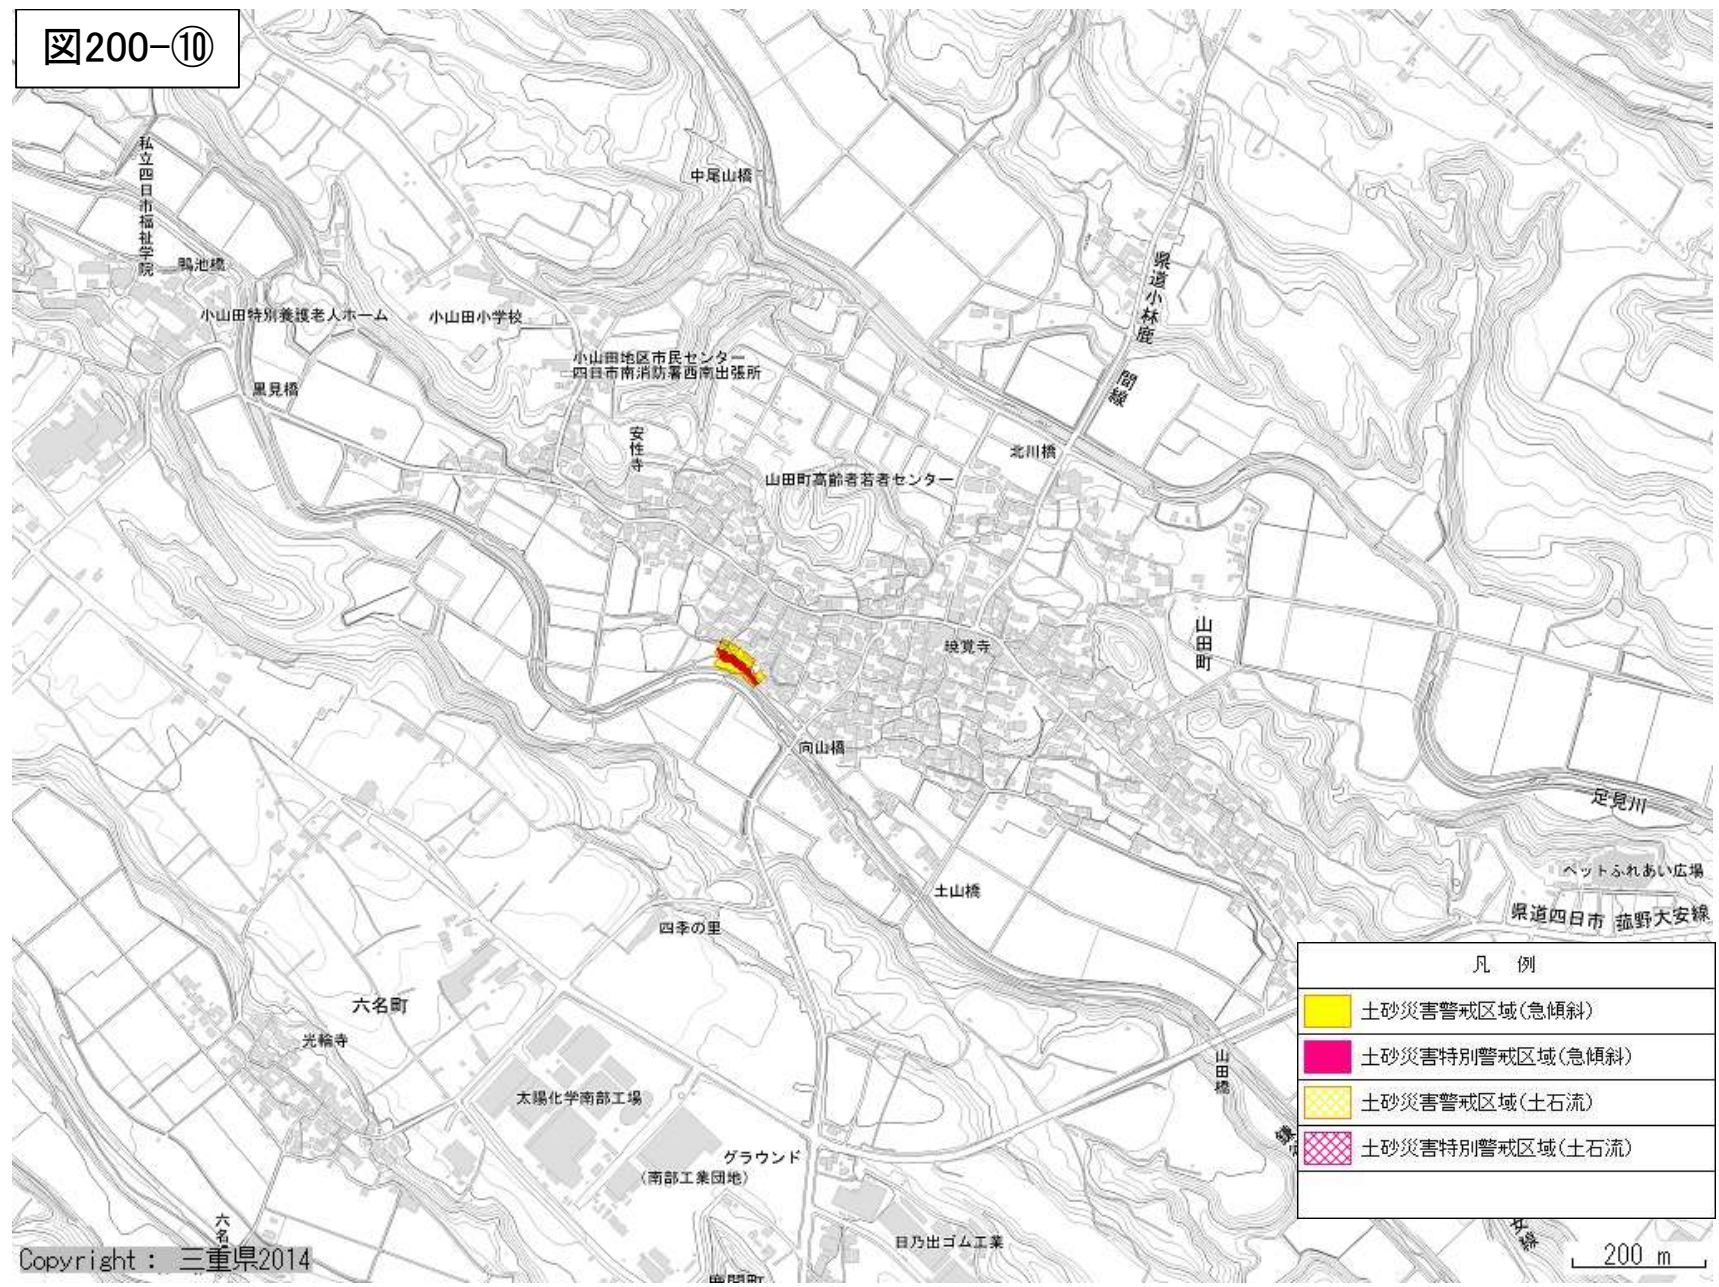 図200-⑩
私立四日市福祉学院
中尾山橋
鴨池橋
県道小林鹿
間線
小山田特別養護老人ホーム
小山田小学校
小山田地区市民センター
四日市南消防署西南出張所
黒見橋
安性寺
北川橋
山田町高齢者若者センター
暁覚寺
山田町
向山橋
足見川
ペットふれあい広場
土山橋
県道四日市 菰野大安線
四季の里
六名町
光輪寺
山田橋
太陽化学南部工場
グラウンド
(南部工業団地)
日乃出ゴム工業
凡 例
土砂災害警戒区域(急傾斜)
土砂災害特別警戒区域(急傾斜)
土砂災害警戒区域(土石流)
土砂災害特別警戒区域(土石流)
Copyright : 三重県2014
200 m